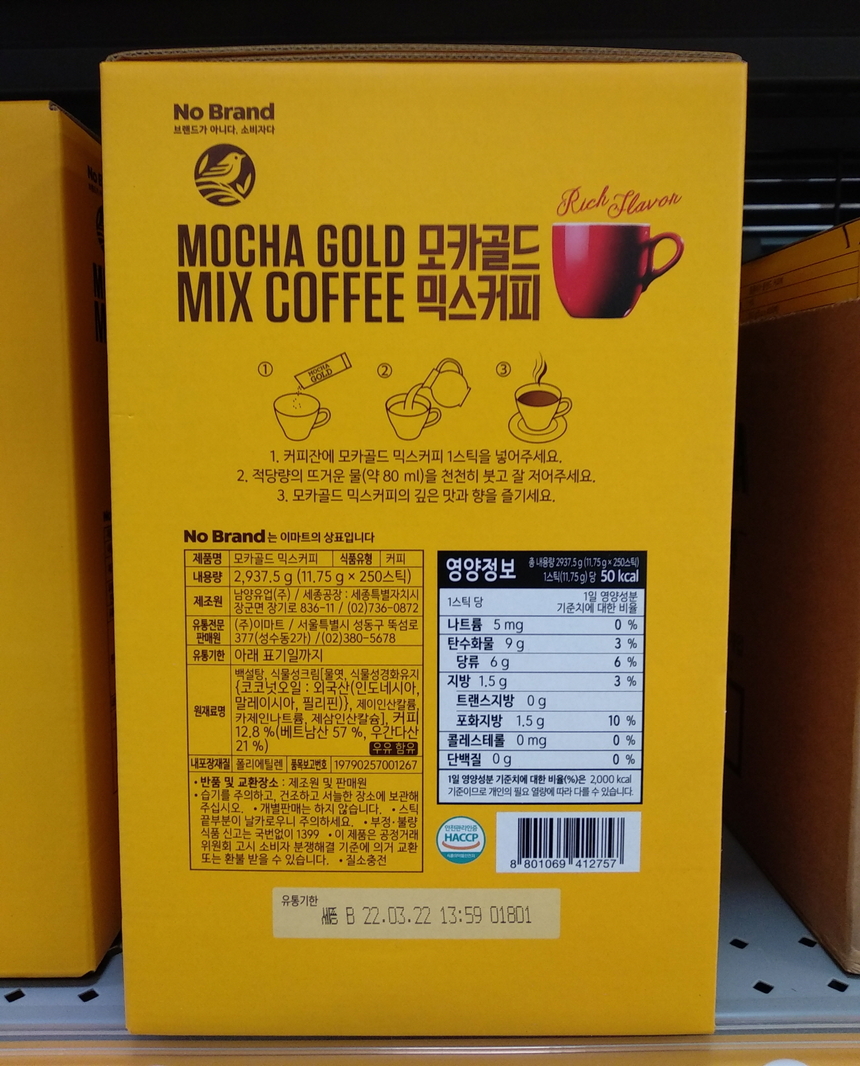 No Brand
브랜드가 아니다. 소비자다
Rich Flavor
MOCHA GOLD
MIX COFFEE
모카골드
믹스커피
①
MOCHA
GOLD
②
③
1. 커피잔에 모카골드 믹스커피 1스틱을 넣어주세요.
2. 적당량의 뜨거운 물(약 80 ml)을 천천히 붓고 잘 저어주세요.
3. 모카골드 믹스커피의 깊은 맛과 향을 즐기세요.
No Brand는 이마트의 상표입니다
제품명 모카골드 믹스커피 식품유형 커피
내용량 2,937.5 g (11.75 g × 250스틱)
제조원 남양유업(주) / 세종공장 : 세종특별자치시
장군면 장기로 836-11 / (02)736-0872
유통전문
판매원
(주)이마트 / 서울특별시 성동구 뚝섬로
377(성수동2가) /(02)380-5678
유통기한 아래 표기일까지
원재료명
백설탕, 식물성크림[물엿, 식물성경화유지
{코코넛오일 : 외국산(인도네시아,
말레이시아, 필리핀)}, 제이인산칼륨,
카제인나트륨, 제삼인산칼슘], 커피
12.8 %(베트남산 57 %, 우간다산
21 %)
우유 함유
내포장재질 폴리에틸렌 품목보고번호 19790257001267
• 반품 및 교환장소 : 제조원 및 판매원
• 습기를 주의하고, 건조하고 서늘한 장소에 보관해
주십시오. • 개별판매는 하지 않습니다. • 스틱
끝부분이 날카로우니 주의하세요. • 부정·불량
식품 신고는 국번없이 1399 • 이 제품은 공정거래
위원회 고시 소비자 분쟁해결 기준에 의거 교환
또는 환불 받을 수 있습니다. • 질소충전
영양정보
총 내용량 2937.5 g (11.75 g × 250스틱)
1스틱(11.75 g) 당 50 kcal
1스틱 당
1일 영양성분
기준치에 대한 비율
나트륨 5 mg 0 %
탄수화물 9 g 3 %
당류 6 g 6 %
지방 1.5 g 3 %
트랜스지방 0 g
포화지방 1.5 g 10 %
콜레스테롤 0 mg 0 %
단백질 0 g 0 %
1일 영양성분 기준치에 대한 비율(%)은 2,000 kcal
기준이므로 개인의 필요 열량에 따라 다를 수 있습니다.
안전관리인증
HACCP
식품의약품안전처
8 801069 412757
유통기한
세종 B 22.03.22 13:59 01801